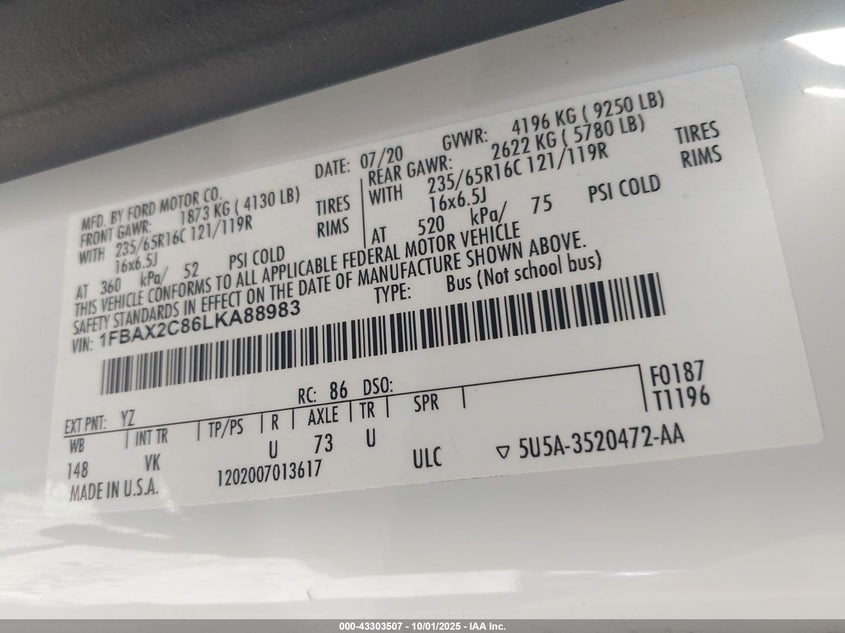 MFD. BY FORD MOTOR CO. DATE: 07/20 GVWR: 4196 KG ( 9250 LB)
FRONT GAWR: 1873 KG ( 4130 LB) REAR GAWR: 2622 KG ( 5780 LB)
WITH 235/65R16C 121/119R TIRES WITH 235/65R16C 121/119R TIRES
16x6.5J RIMS 16x6.5J RIMS
AT 360 kPa/ 52 PSI COLD AT 520 kPa/ 75 PSI COLD
THIS VEHICLE CONFORMS TO ALL APPLICABLE FEDERAL MOTOR VEHICLE
SAFETY STANDARDS IN EFFECT ON THE DATE OF MANUFACTURE SHOWN ABOVE.
VIN: 1FBAX2C86LKA88983 TYPE: Bus (Not school bus)
EXT PNT: YZ RC: 86 DSO: F0187
WB INT TR TP/PS R AXLE TR SPR T1196
148 VK U 73 U ULC ▽ 5U5A-3520472-AA
MADE IN U.S.A. 1202007013617
000-43303507 - 10/01/2025 - IAA Inc.